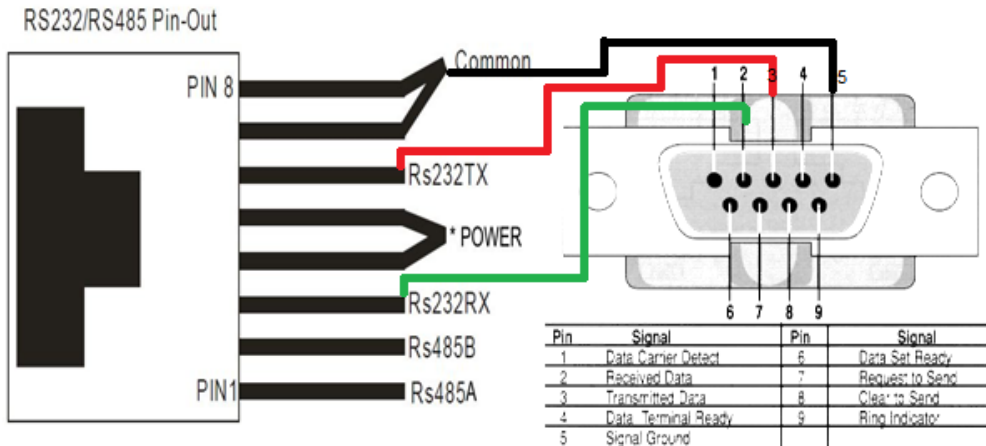 RS232/RS485 Pin-Out
PIN 8
Common
Rs232TX
* POWER
Rs232RX
Rs485B
PIN1
Rs485A
1 2 3 4 5
6 7 8 9
Pin Signal Pin Signal
1 Data Carrier Detect 6 Data Set Ready
2 Received Data 7 Request to Send
3 Transmitted Data 8 Clear to Send
4 Data Terminal Ready 9 Ring Indicator
5 Signal Ground